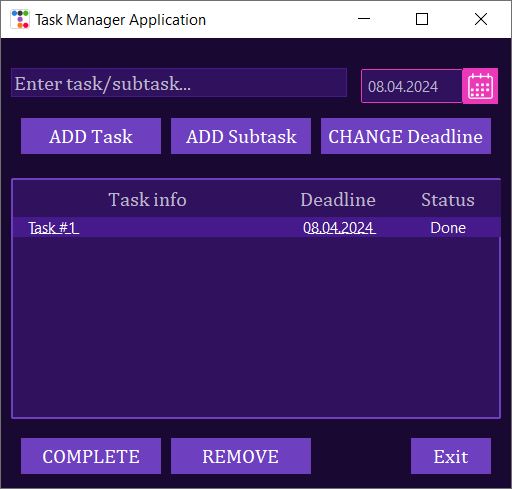 Task Manager Application
Enter task/subtask...
08.04.2024
ADD Task
ADD Subtask
CHANGE Deadline
Task info Deadline Status
Task #1 08.04.2024 Done
COMPLETE
REMOVE
Exit